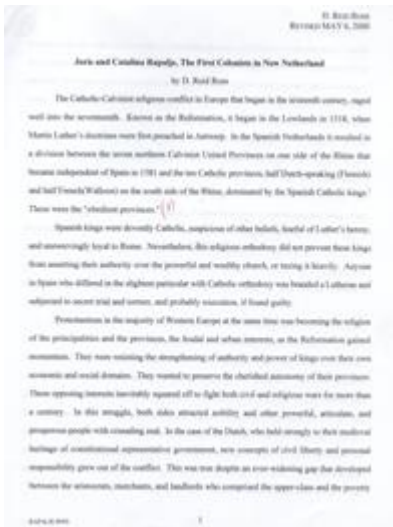 D. Reid Ross
REVISED MAY 6, 2008
Joris and Catalina Rapalje, The First Colonists in New Netherland
by D. Reid Ross
The Catholic-Calvinist religious conflict in Europe that began in the sixteenth century, raged
well into the seventeenth. Known as the Reformation, it began in the Lowlands in 1518, when
Martin Luther's doctrines were first preached in Antwerp. In the Spanish Netherlands it resulted in
a division between the seven northern Calvinist United Provinces on one side of the Rhine that
became independent of Spain in 1581 and the ten Catholic provinces, half Dutch-speaking (Flemish)
and half French(Walloon) on the south side of the Rhine, dominated by the Spanish Catholic kings.
These were the "obedient provinces."
Spanish kings were devoutly Catholic, suspicious of other beliefs, fearful of Luther's heresy,
and unswervingly loyal to Rome. Nevertheless, this religious orthodoxy did not prevent these kings
from asserting their authority over the powerful and wealthy church, or taxing it heavily. Anyone
in Spain who differed in the slightest particular with Catholic orthodoxy was branded a Lutheran and
subjected to secret trial and torture, and probably execution, if found guilty.
Protestantism in the majority of Western Europe at the same time was becoming the religion
of the principalities and the provinces, the feudal and urban interests, as the Reformation gained
momentum. They were resisting the strengthening of authority and power of kings over their own
economic and social domains. They wanted to preserve the cherished autonomy of their provinces.
These opposing interests inevitably squared off to fight both civil and religious wars for more than
a century. In this struggle, both sides attracted nobility and other powerful, articulate, and
prosperous people with crusading zeal. In the case of the Dutch, who held strongly to their medieval
heritage of constitutional representative government, new concepts of civil liberty and personal
responsibility grew out of the conflict. This was true despite an ever-widening gap that developed
between the aristocrats, merchants, and landlords who comprised the upper-class and the poverty
1